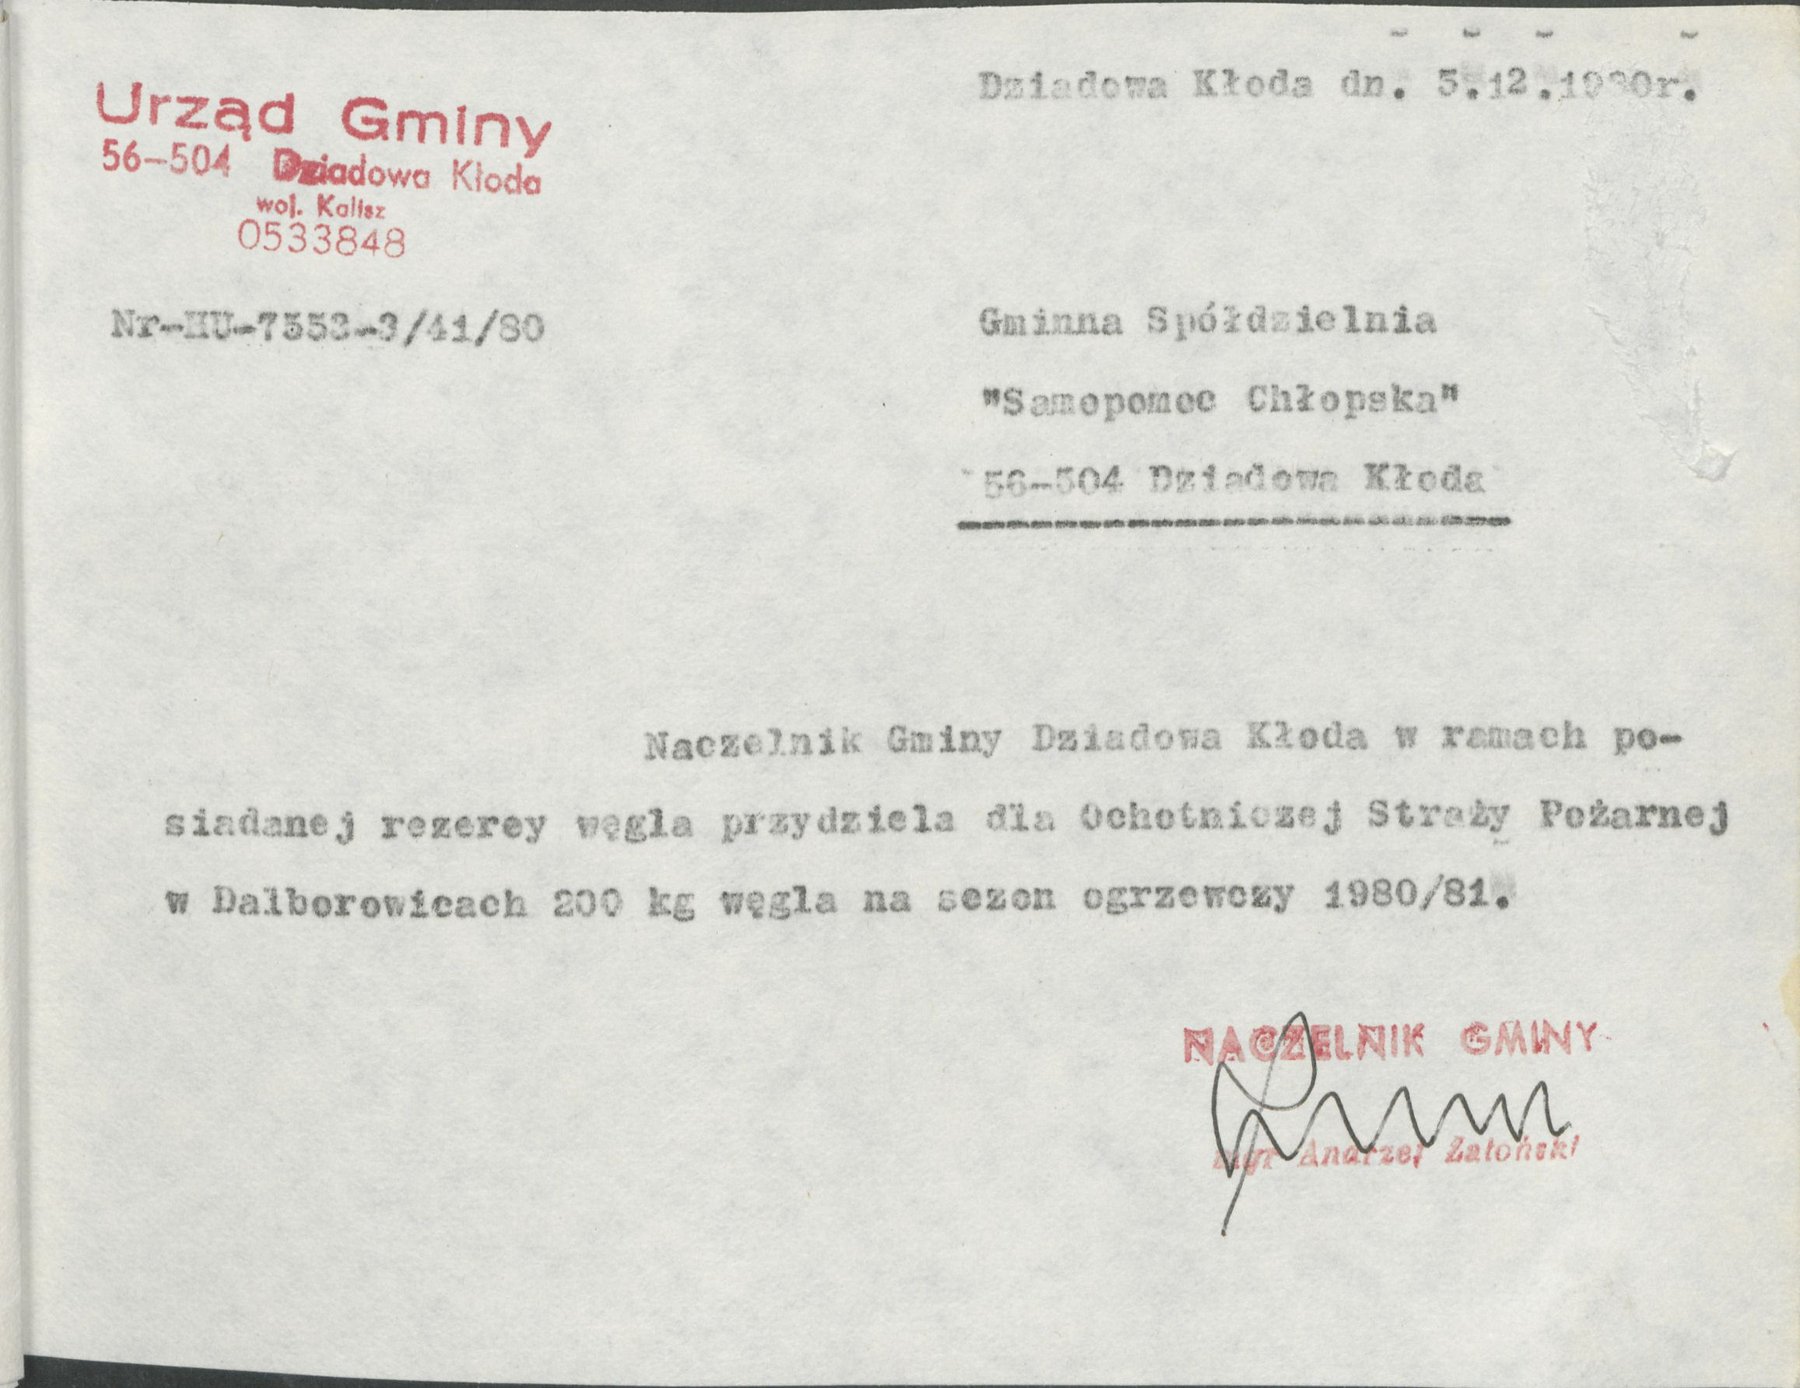 Urząd Gminy
56-504 Dziadowa Kłoda
woj. Kalisz
0533848
Dziadowa Kłoda dn. 5.12.1980r.
Nr-HU-7553-3/41/80
Gminna Spółdzielnia
"Samopomoc Chłopska"
56-504 Dziadowa Kłoda
Naczelnik Gminy Dziadowa Kłoda w ramach po-
siadanej rezerey węgla przydziela dla Ochotniczej Straży Pożarnej
w Dalborowicach 200 kg węgla na sezon ogrzewczy 1980/81.
NACZELNIK GMINY
mgr Andrzej Załoński